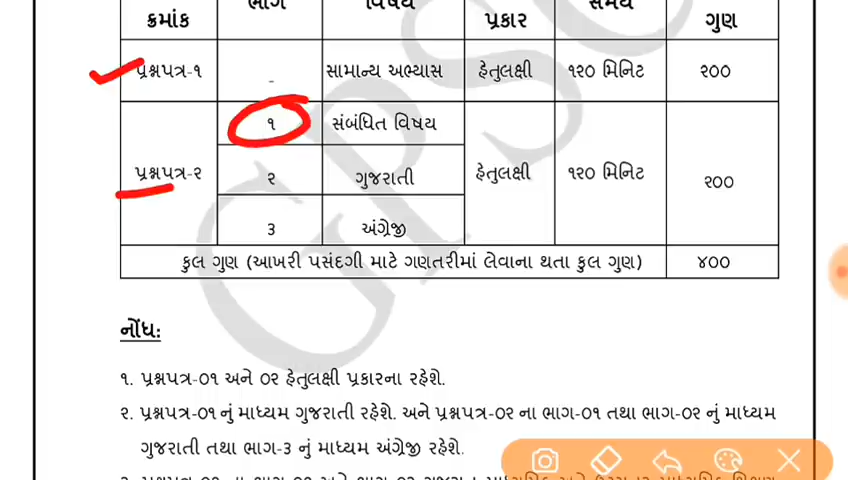 ક્રમાંક ભાગ વિષય પ્રકાર સમય ગુણ
પ્રશ્નપત્ર-૧ - સામાન્ય અભ્યાસ હેતુલક્ષી ૧૨૦ મિનિટ ૨૦૦
૧ સંબંધિત વિષય
પ્રશ્નપત્ર-૨ ૨ ગુજરાતી હેતુલક્ષી ૧૨૦ મિનિટ ૨૦૦
૩ અંગ્રેજી
કુલ ગુણ (આખરી પસંદગી માટે ગણતરીમાં લેવાના થતા કુલ ગુણ) ૪૦૦
નોંધઃ
૧. પ્રશ્નપત્ર-૦૧ અને ૦૨ હેતુલક્ષી પ્રકારના રહેશે.
૨. પ્રશ્નપત્ર-૦૧ નું માધ્યમ ગુજરાતી રહેશે. અને પ્રશ્નપત્ર-૦૨ ના ભાગ-૦૧ તથા ભાગ-૦૨ નું માધ્યમ
ગુજરાતી તથા ભાગ-૩ નું માધ્યમ અંગ્રેજી રહેશે.
GPSC